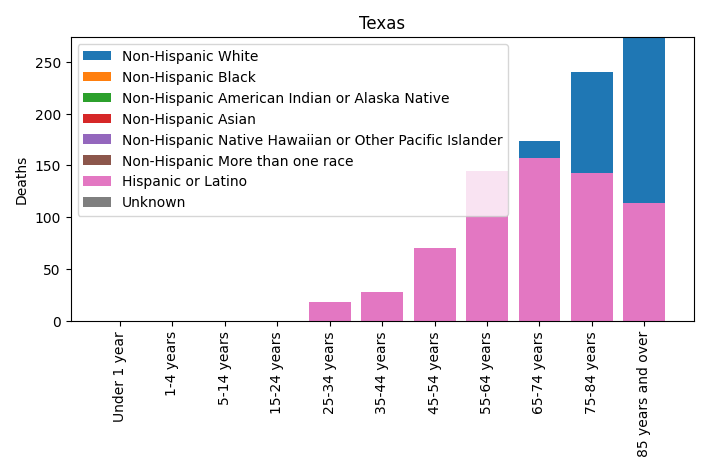 Texas
Deaths
250
200
150
100
50
0
Non-Hispanic White
Non-Hispanic Black
Non-Hispanic American Indian or Alaska Native
Non-Hispanic Asian
Non-Hispanic Native Hawaiian or Other Pacific Islander
Non-Hispanic More than one race
Hispanic or Latino
Unknown
Under 1 year
1-4 years
5-14 years
15-24 years
25-34 years
35-44 years
45-54 years
55-64 years
65-74 years
75-84 years
85 years and over